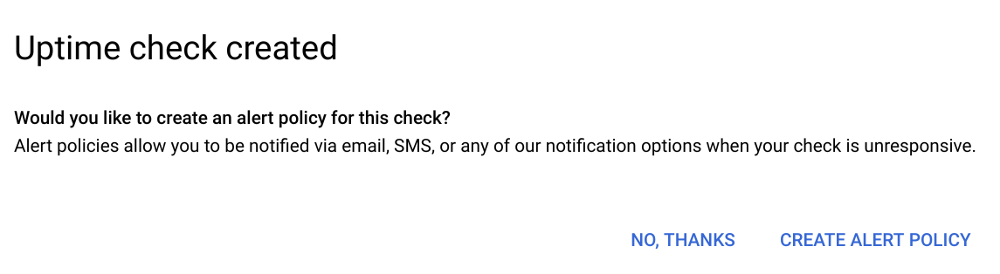 Uptime check created
Would you like to create an alert policy for this check?
Alert policies allow you to be notified via email, SMS, or any of our notification options when your check is unresponsive.
NO, THANKS CREATE ALERT POLICY